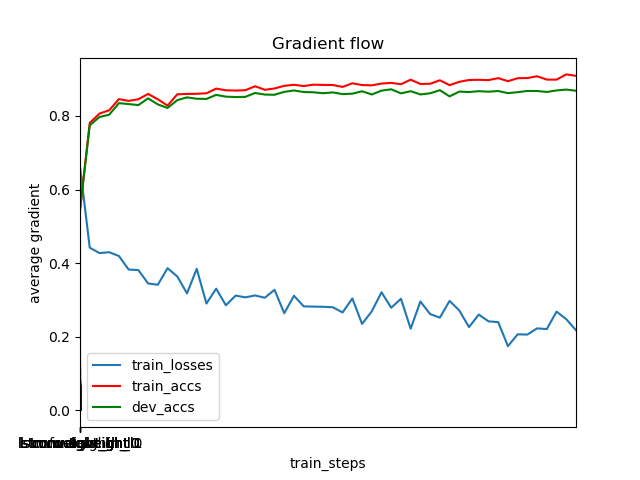 Gradient flow
average gradient
0.8
0.6
0.4
0.2
0.0
train_losses
train_accs
dev_accs
train_steps